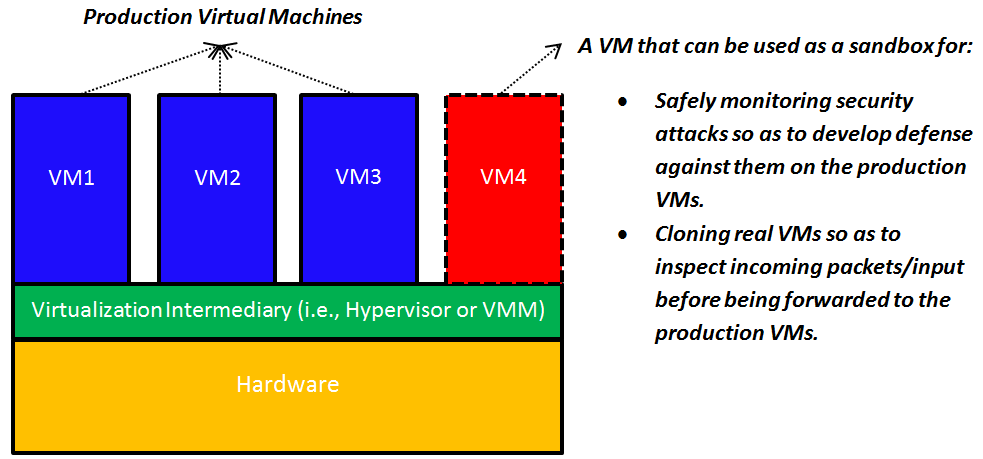 Production Virtual Machines
A VM that can be used as a sandbox for:
• Safely monitoring security
attacks so as to develop defense
against them on the production
VMs.
• Cloning real VMs so as to
inspect incoming packets/input
before being forwarded to the
production VMs.
VM1
VM2
VM3
VM4
Virtualization Intermediary (i.e., Hypervisor or VMM)
Hardware